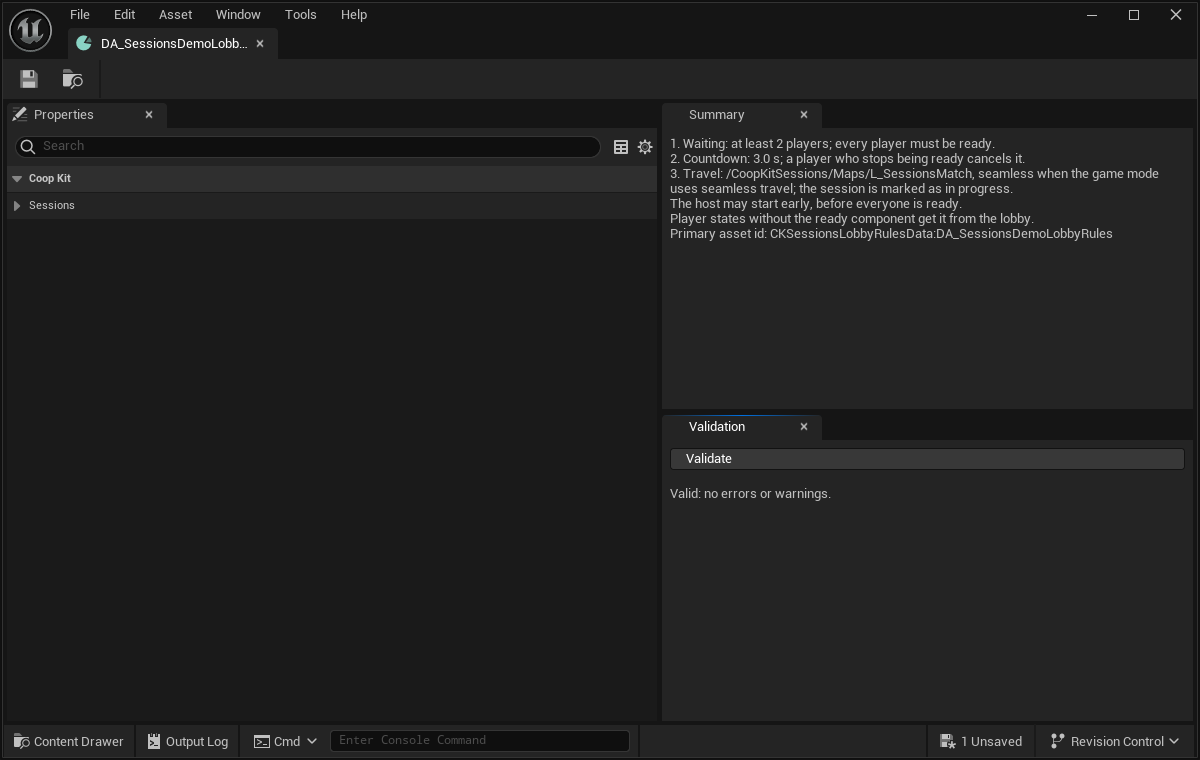 File Edit Asset Window Tools Help
DA_SessionsDemoLobb...
Properties
Search
Coop Kit
Sessions
Summary
1. Waiting: at least 2 players; every player must be ready.
2. Countdown: 3.0 s; a player who stops being ready cancels it.
3. Travel: /CoopKitSessions/Maps/L_SessionsMatch, seamless when the game mode
uses seamless travel; the session is marked as in progress.
The host may start early, before everyone is ready.
Player states without the ready component get it from the lobby.
Primary asset id: CKSessionsLobbyRulesData:DA_SessionsDemoLobbyRules
Validation
Validate
Valid: no errors or warnings.
Content Drawer Output Log Cmd Enter Console Command 1 Unsaved Revision Control